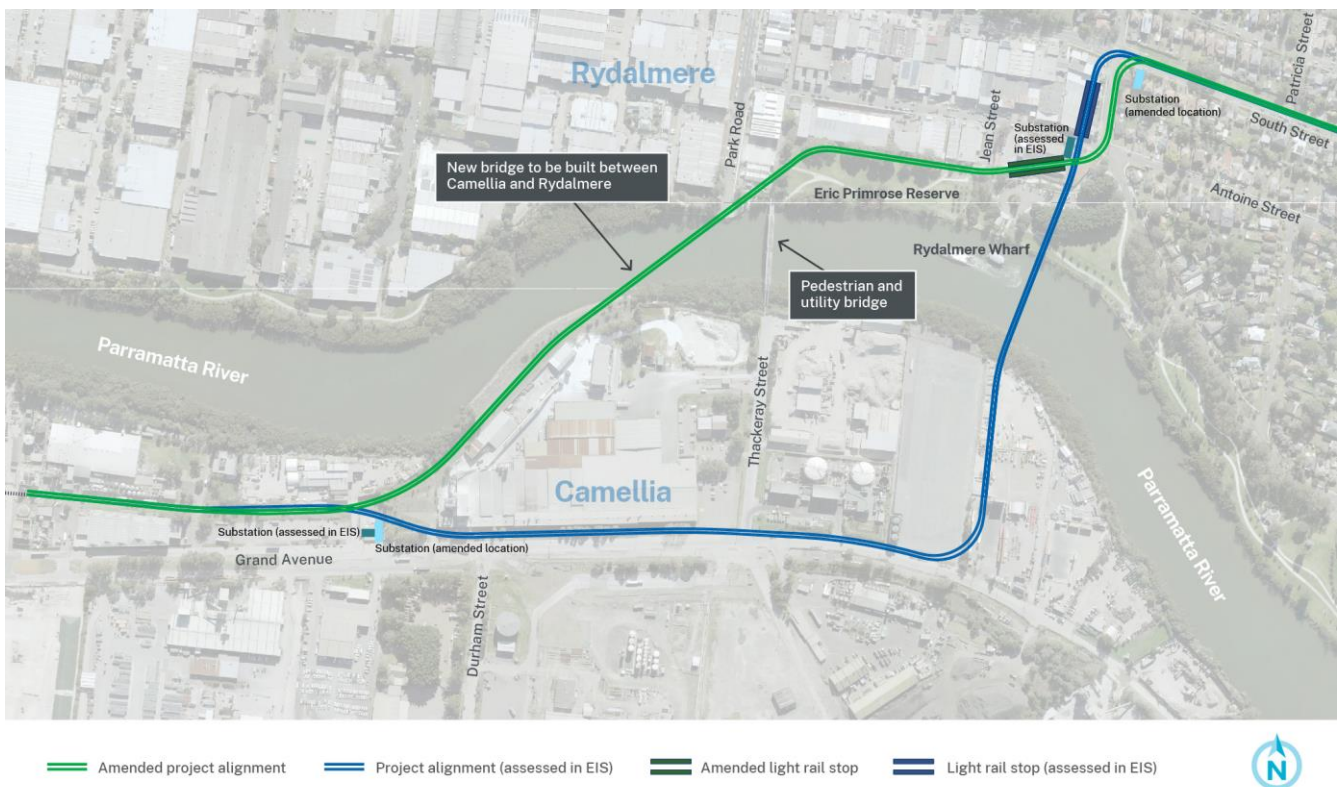 Rydalmere
Patricia Street
Substation
(amended location)
South Street
Park Road
Jean Street
Substation
(assessed
in EIS)
New bridge to be built between
Camellia and Rydalmere
Eric Primrose Reserve
Antoine Street
Rydalmere Wharf
Pedestrian and
utility bridge
Parramatta River
Thackeray Street
Camellia
Parramatta River
Substation (assessed in EIS)
Substation (amended location)
Grand Avenue
Durham Street
Amended project alignment
Project alignment (assessed in EIS)
Amended light rail stop
Light rail stop (assessed in EIS)
N